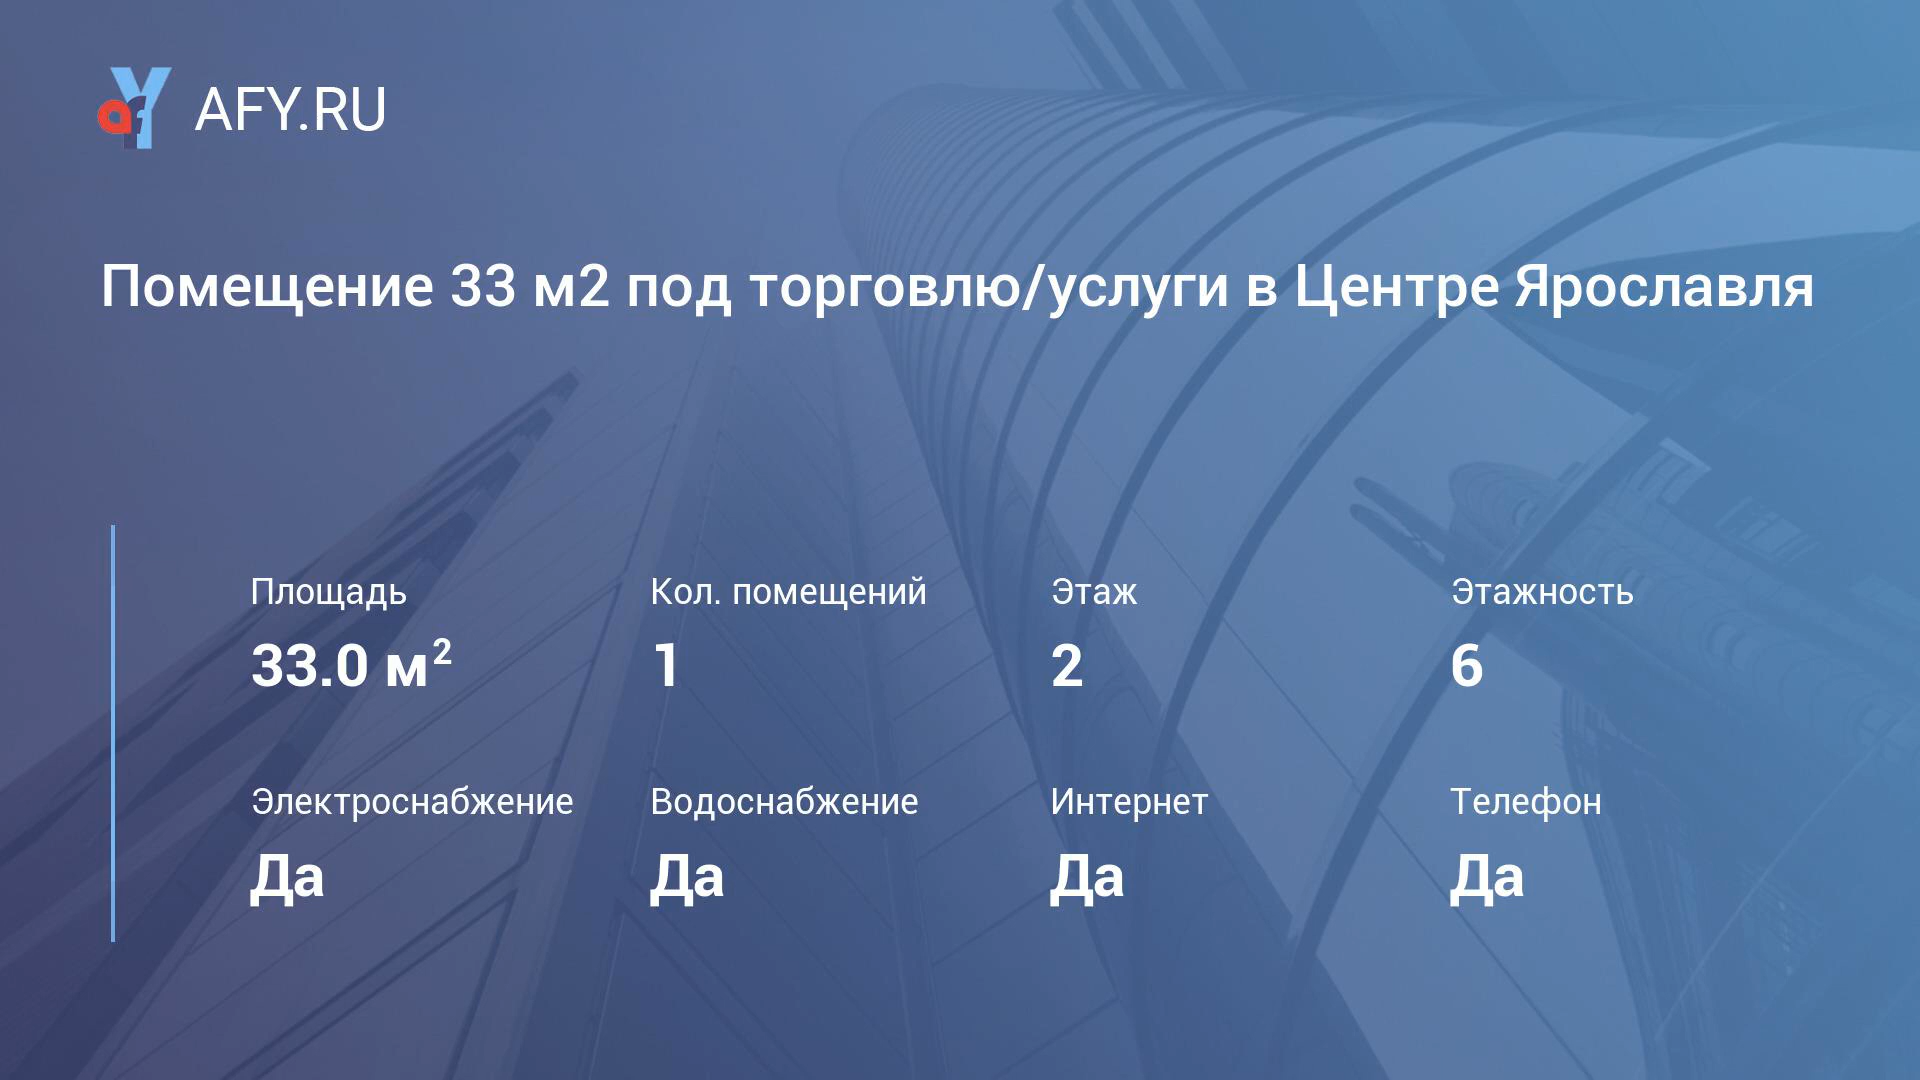 AFY.RU
Помещение 33 м2 под торговлю/услуги в Центре Ярославля
Площадь
33.0 м²
Кол. помещений
1
Этаж
2
Этажность
6
Электроснабжение
Да
Водоснабжение
Да
Интернет
Да
Телефон
Да